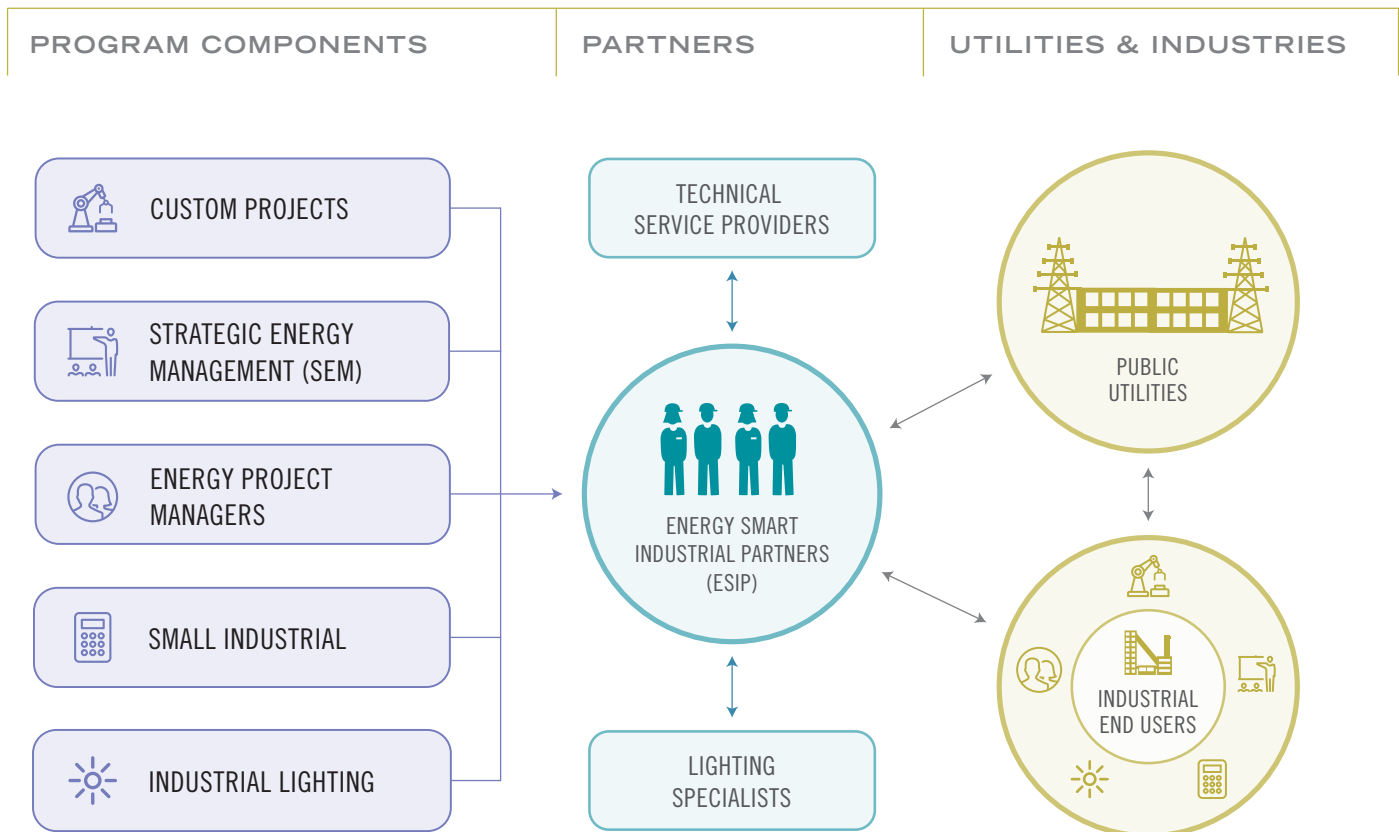 PROGRAM COMPONENTS
PARTNERS
UTILITIES & INDUSTRIES
CUSTOM PROJECTS
STRATEGIC ENERGY
MANAGEMENT (SEM)
ENERGY PROJECT
MANAGERS
SMALL INDUSTRIAL
INDUSTRIAL LIGHTING
TECHNICAL
SERVICE PROVIDERS
ENERGY SMART
INDUSTRIAL PARTNERS
(ESIP)
LIGHTING
SPECIALISTS
PUBLIC
UTILITIES
INDUSTRIAL
END USERS